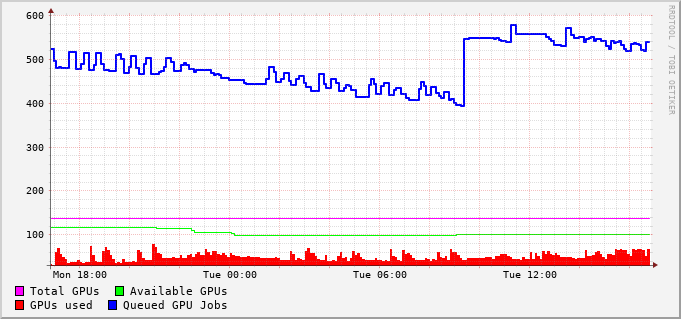 600
500
400
300
200
100
Mon 18:00 Tue 00:00 Tue 06:00 Tue 12:00
Total GPUs Available GPUs
GPUs used Queued GPU Jobs
RRDTOOL / TOBI OETIKER